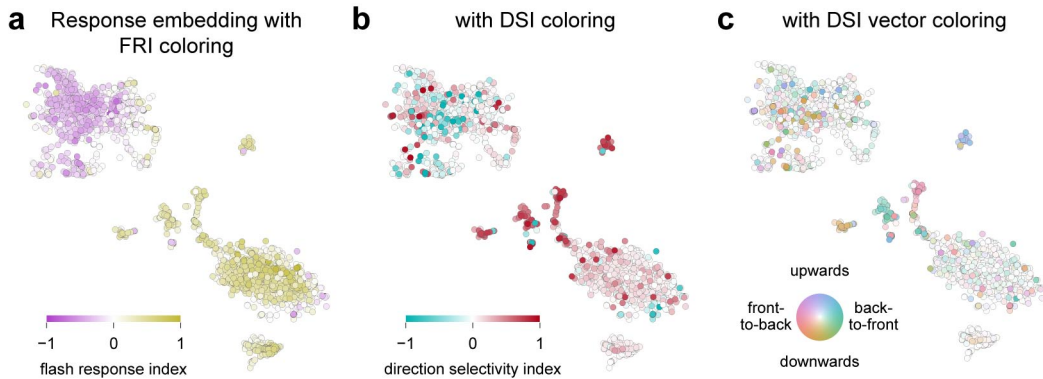 a Response embedding with
FRI coloring
−1 0 1
flash response index
b with DSI coloring
−1 0 1
direction selectivity index
c with DSI vector coloring
upwards
front-
to-back
back-
to-front
downwards